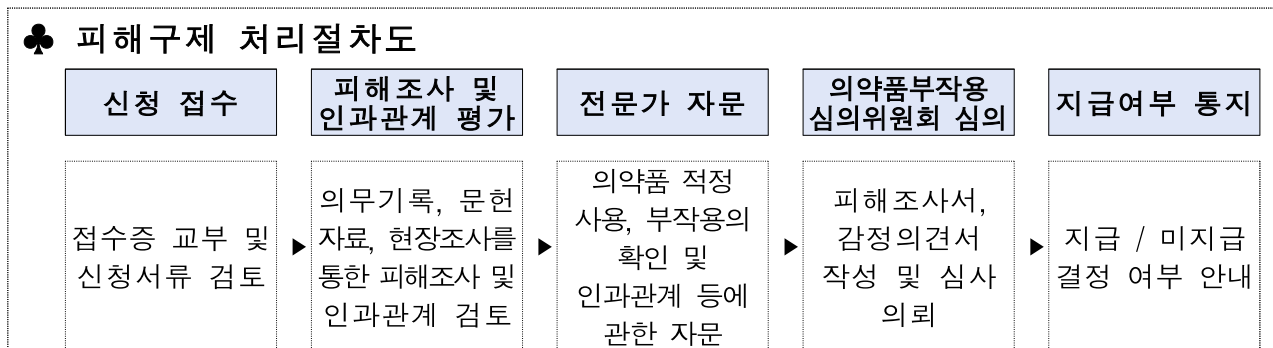 ♣ 피해구제 처리절차도
신청 접수
피해조사 및
인과관계 평가
전문가 자문
의약품부작용
심의위원회 심의
지급여부 통지
접수증 교부 및
신청서류 검토
▶
의무기록, 문헌
자료, 현장조사를
통한 피해조사 및
인과관계 검토
▶
의약품 적정
사용, 부작용의
확인 및
인과관계 등에
관한 자문
▶
피해조사서,
감정의견서
작성 및 심사
의뢰
▶
지급 / 미지급
결정 여부 안내